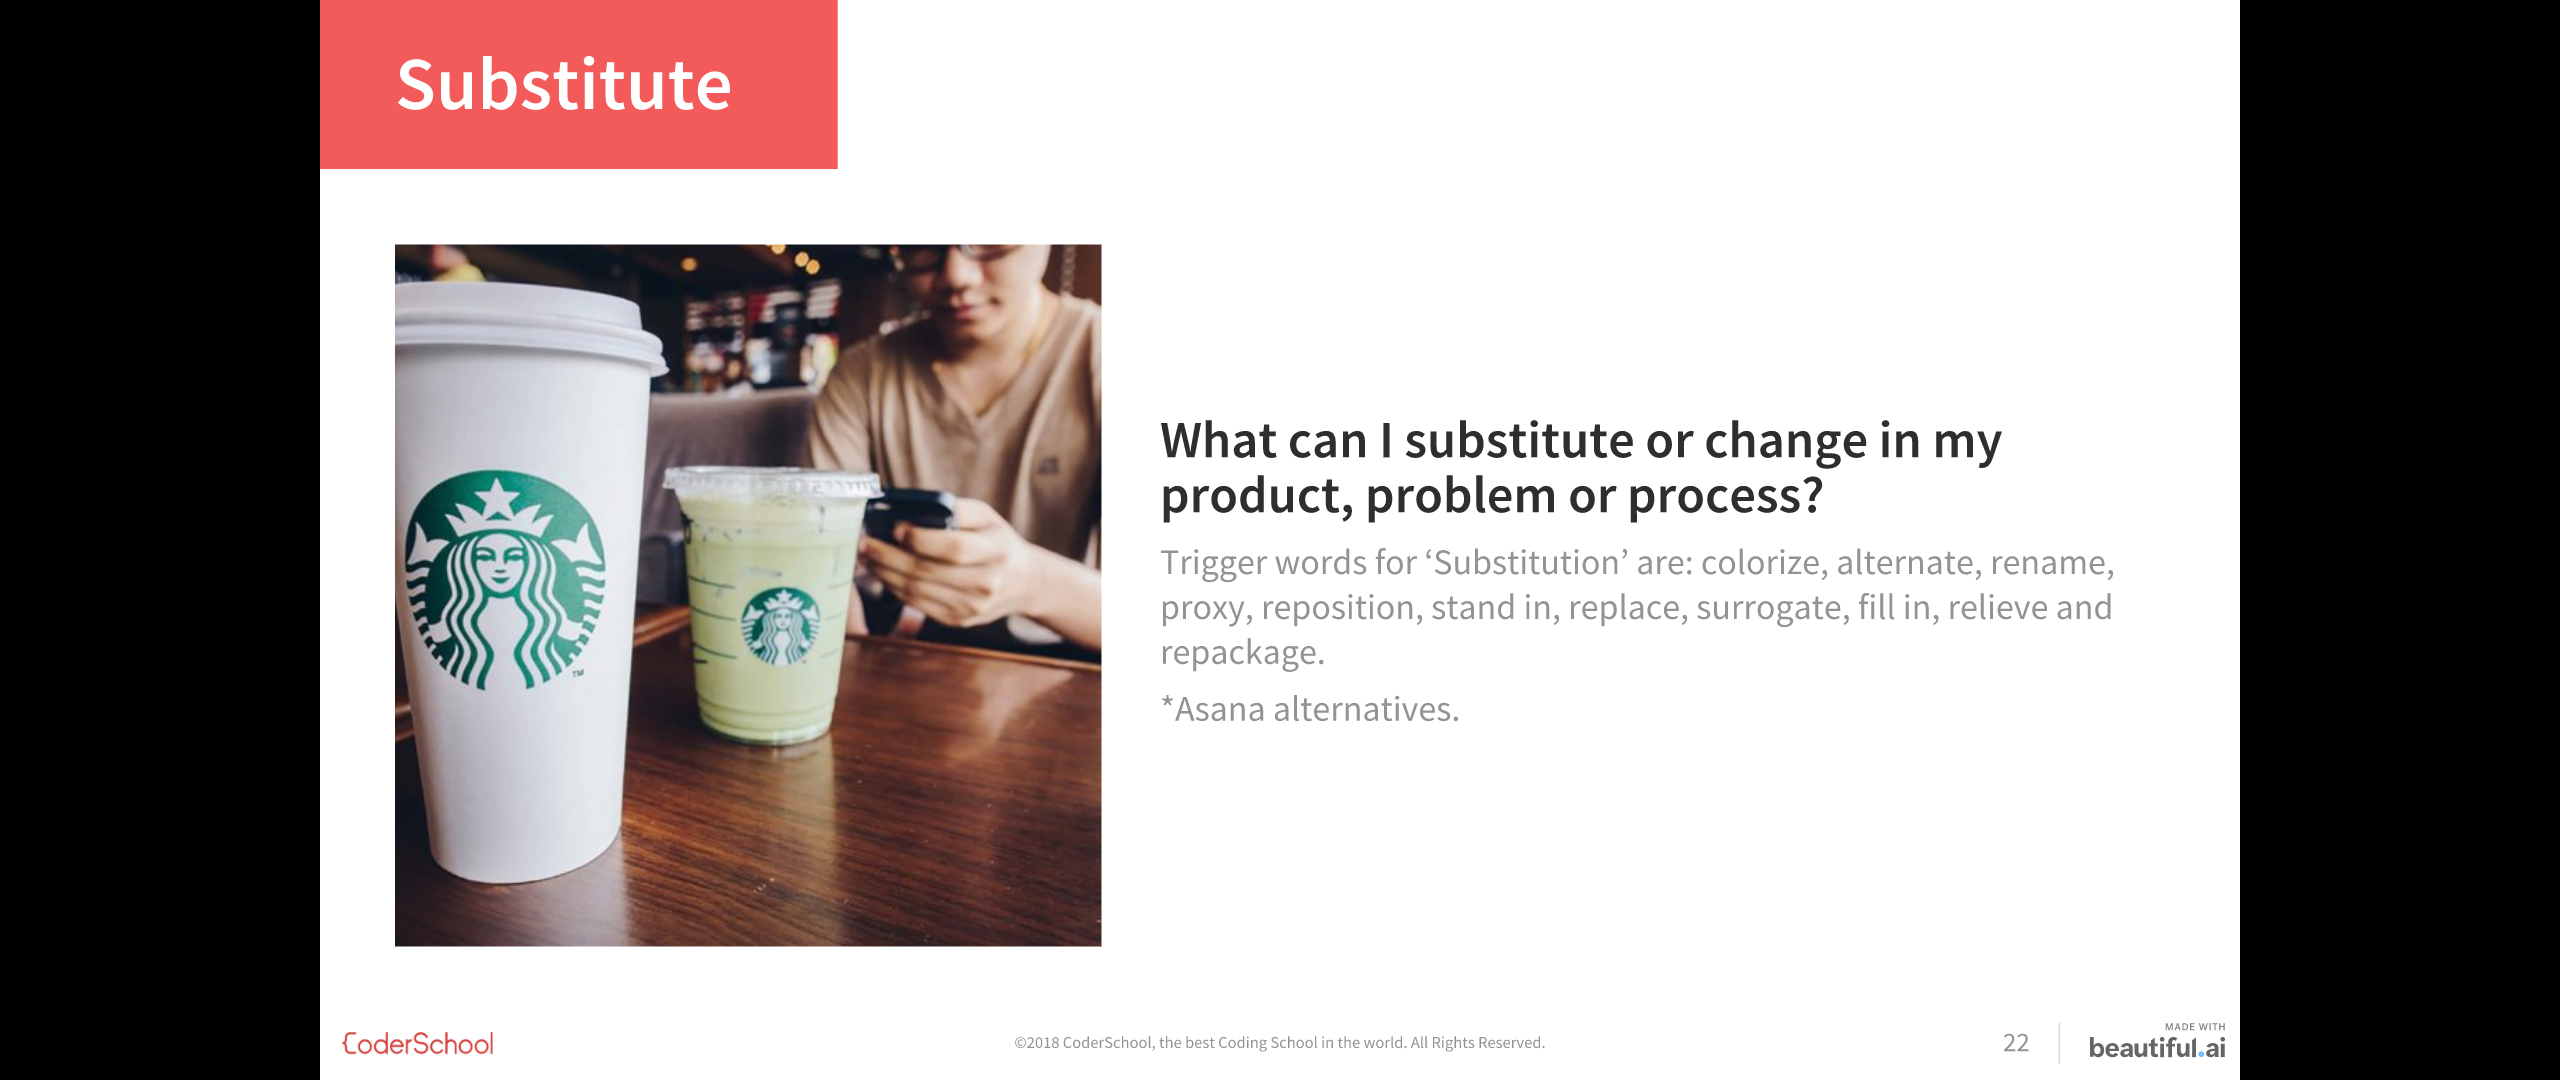 Substitute
TM
What can I substitute or change in my
product, problem or process?
Trigger words for ‘Substitution’ are: colorize, alternate, rename,
proxy, reposition, stand in, replace, surrogate, fill in, relieve and
repackage.
*Asana alternatives.
CoderSchool
©2018 CoderSchool, the best Coding School in the world. All Rights Reserved.
22
MADE WITH
beautiful.ai